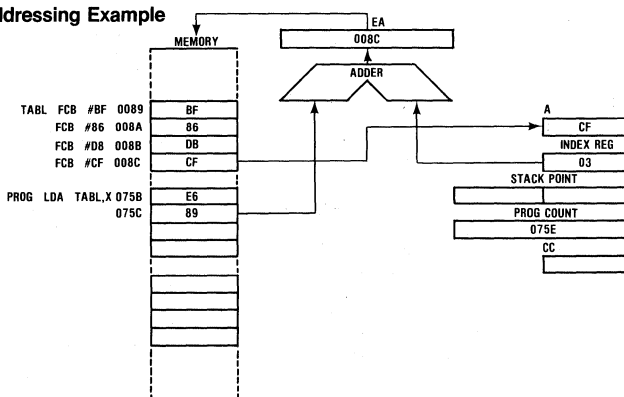 ddressing Example
EA
008C
MEMORY
ADDER
TABL FCB #BF 0089 BF
FCB #86 008A 86
FCB #D8 008B DB
FCB #CF 008C CF
A
CF
INDEX REG
03
STACK POINT
PROG LDA TABL,X 075B E6
075C 89
PROG COUNT
075E
CC